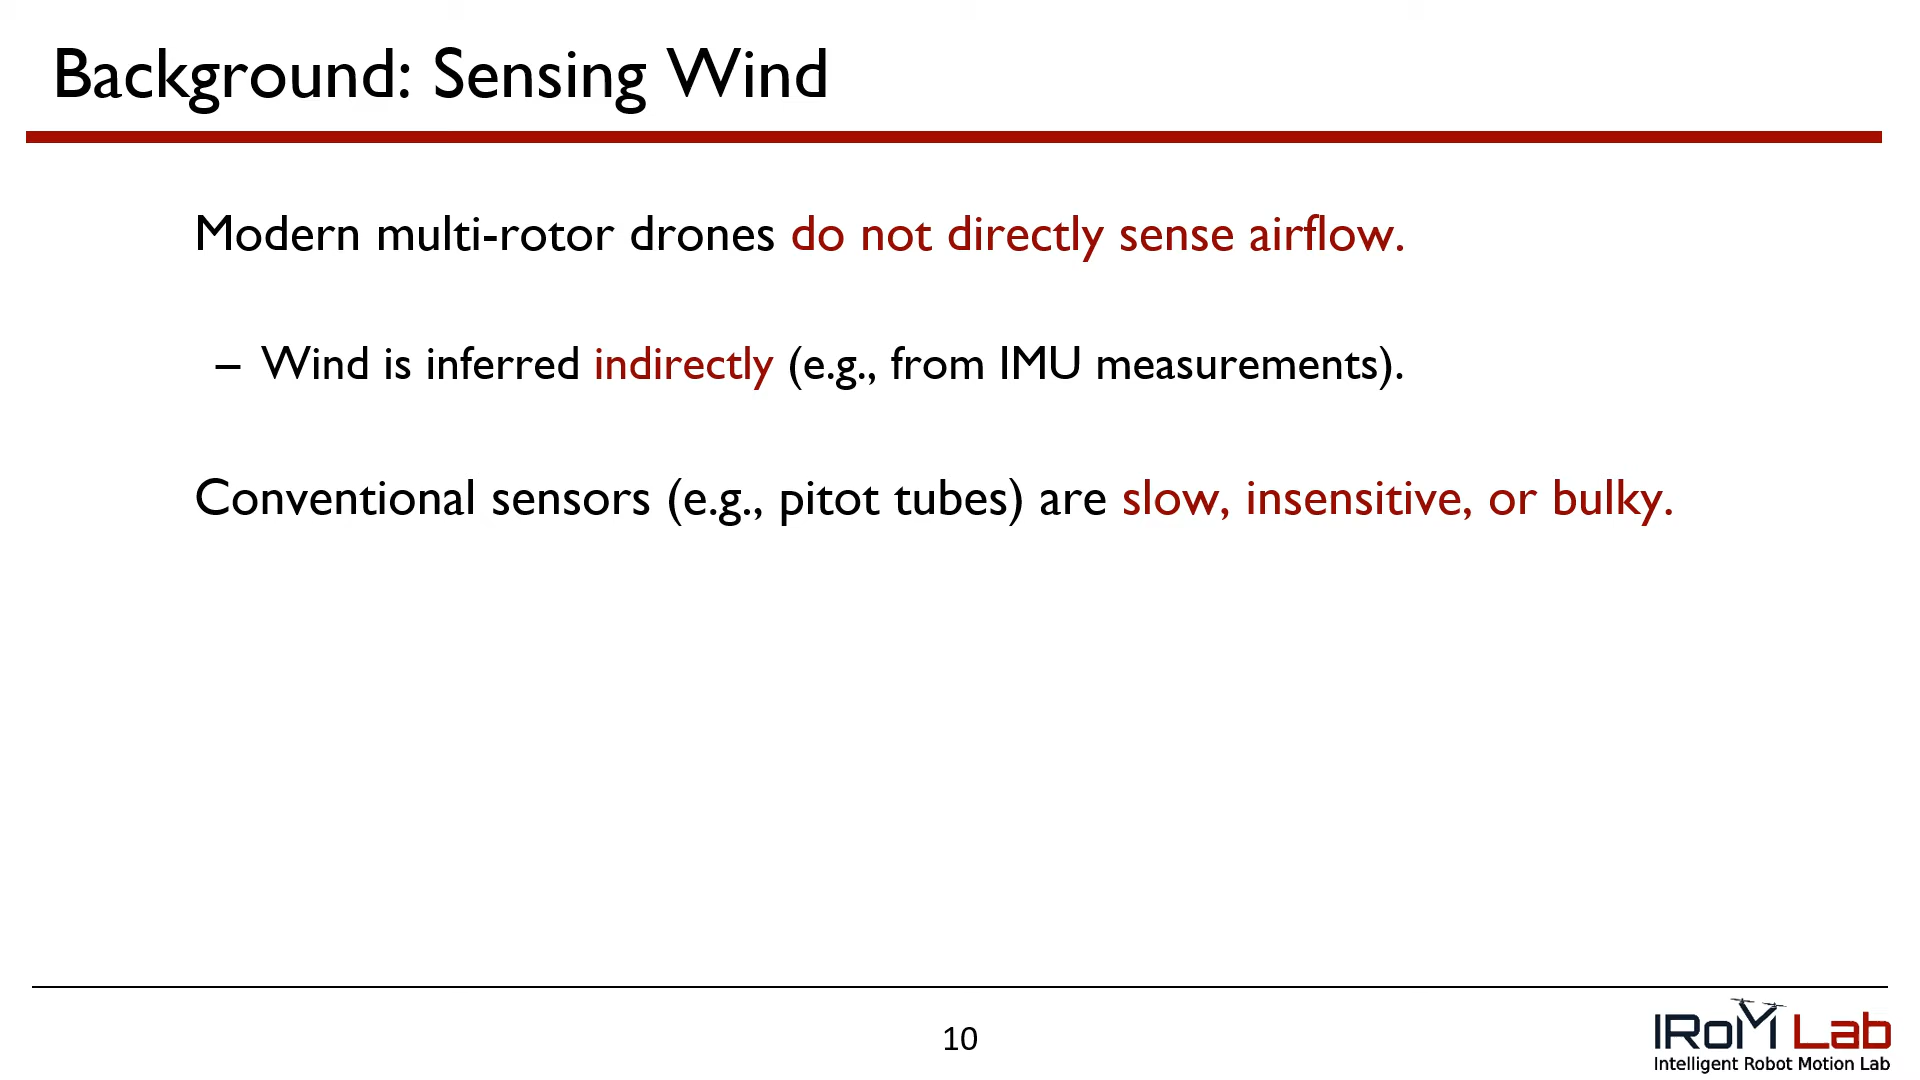 Background: Sensing Wind
Modern multi-rotor drones do not directly sense airflow.
– Wind is inferred indirectly (e.g., from IMU measurements).
Conventional sensors (e.g., pitot tubes) are slow, insensitive, or bulky.
10
IRoM Lab
Intelligent Robot Motion Lab